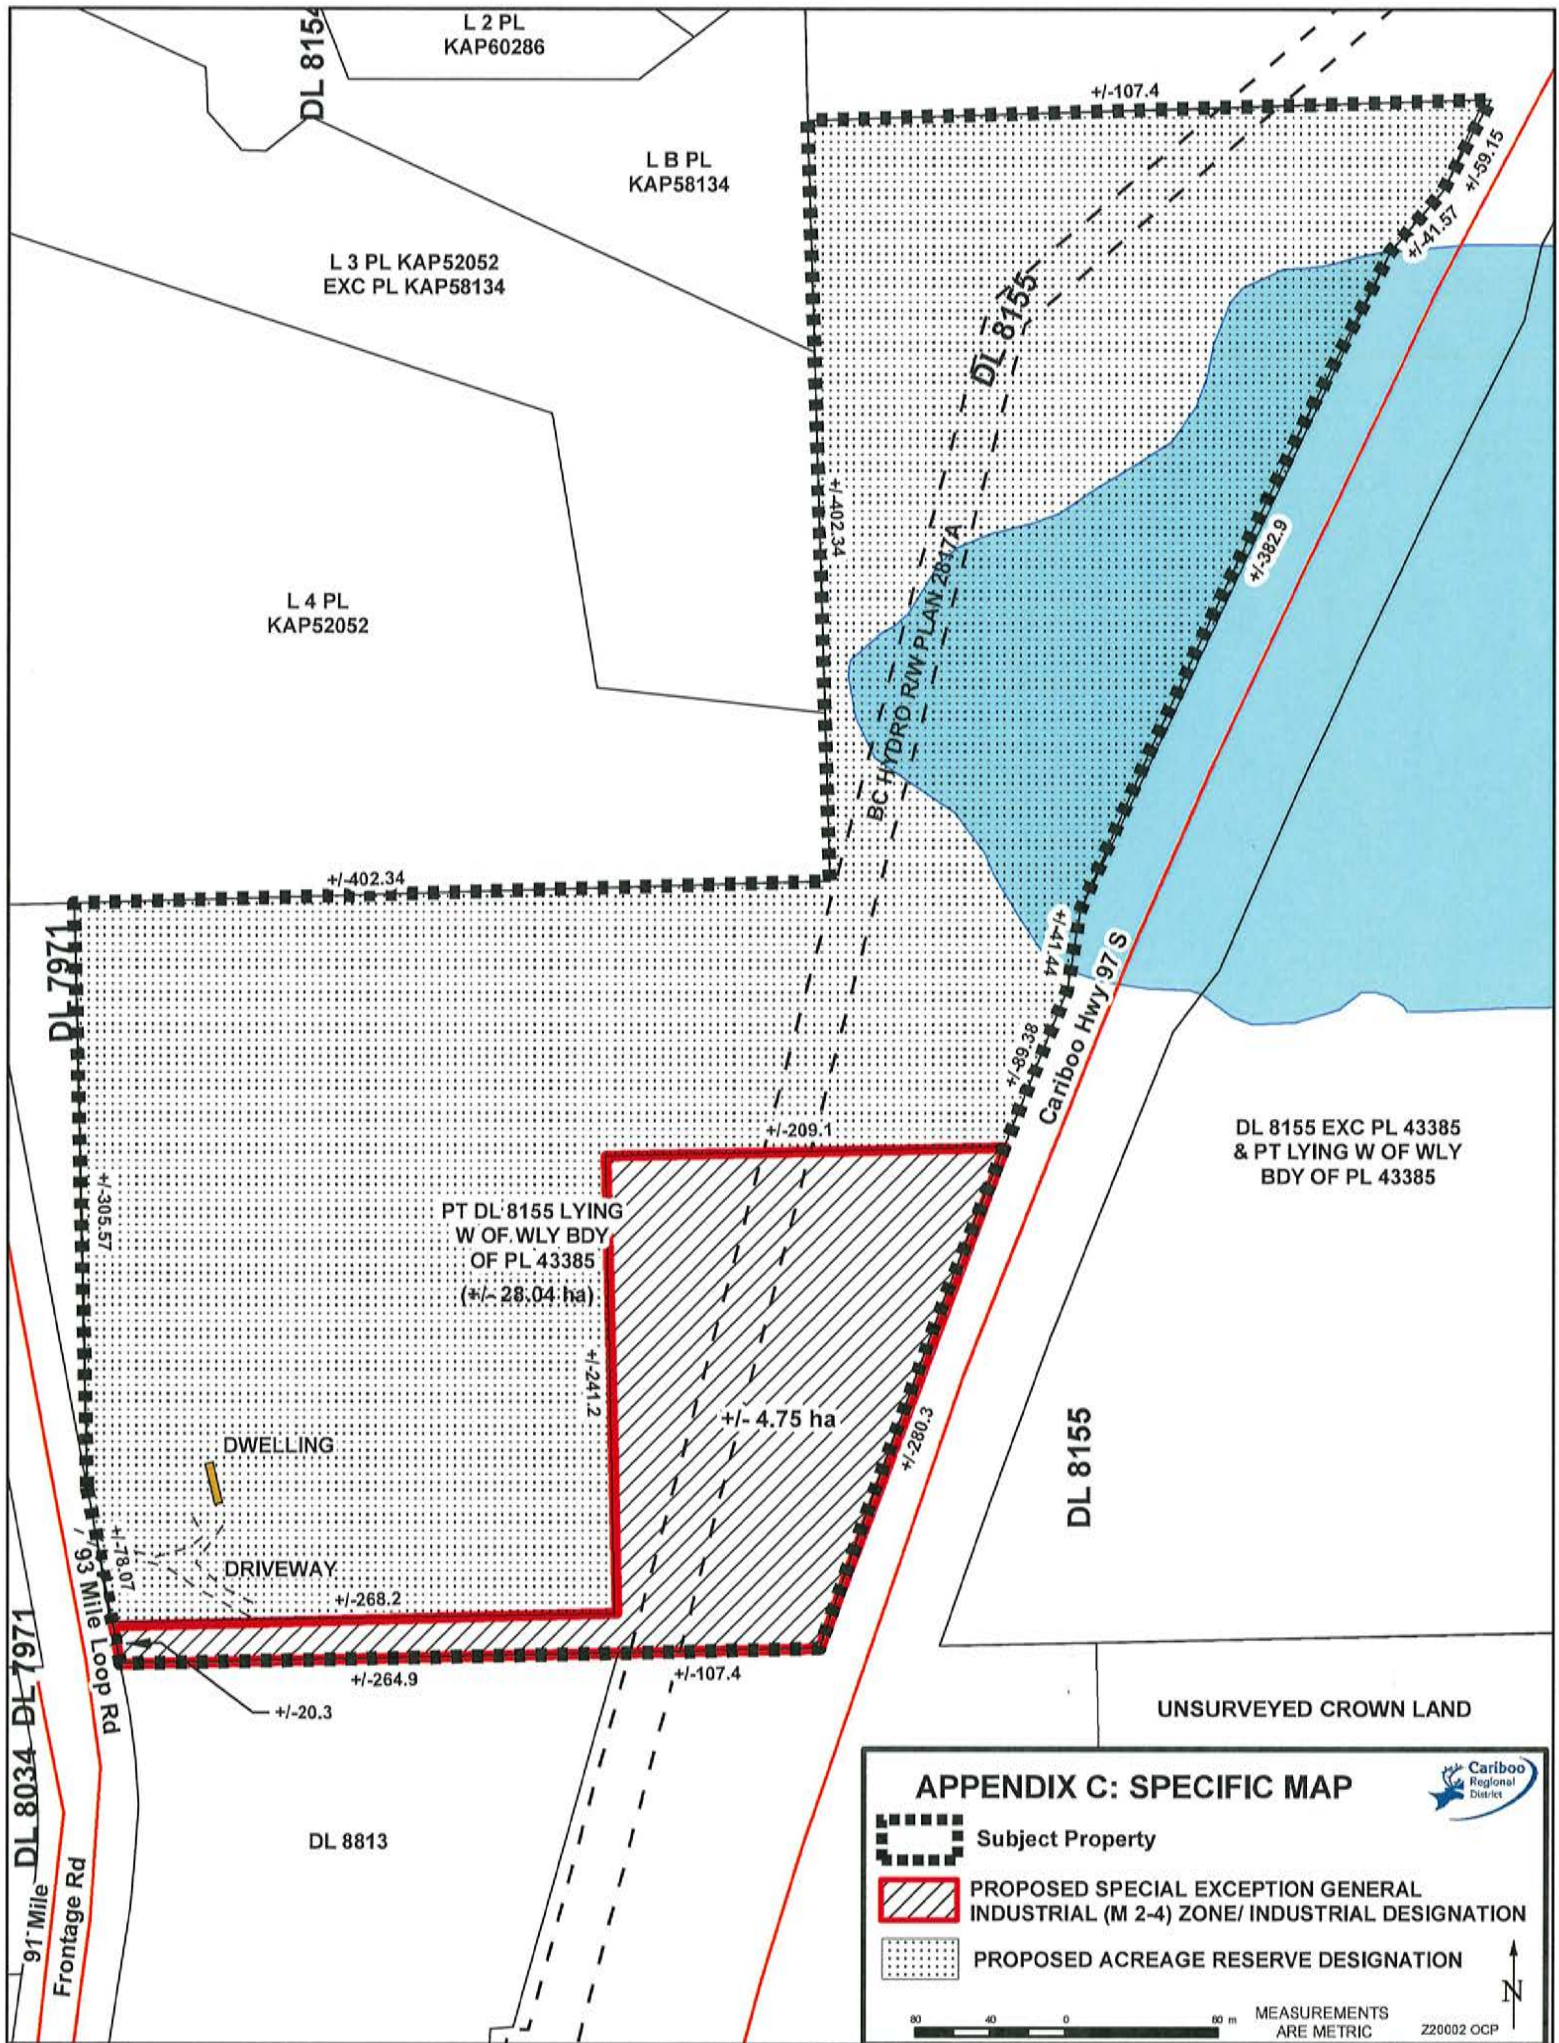 L 2 PL
KAP60286
DL 8154
+/-107.4
+/-59.15
L B PL
KAP58134
+/-41.57
L 3 PL KAP52052
EXC PL KAP58134
DL 8155
+/-402.34
+/-382.9
BC HYDRO R/W PLAN 2817A
L 4 PL
KAP52052
+/-402.34
DL 7971
+/-41.44
Cariboo Hwy 97 S
+/-89.38
+/-209.1
DL 8155 EXC PL 43385
& PT LYING W OF WLY
BDY OF PL 43385
+/-305.57
PT DL 8155 LYING
W OF WLY BDY
OF PL 43385
(+/- 28.04 ha)
+/-241.2
+/- 4.75 ha
+/-280.3
DL 8155
DWELLING
+/-78.07
DRIVEWAY
+/-268.2
93 Mile Loop Rd
+/-264.9
+/-107.4
+/-20.3
DL 7971
DL 8034
UNSURVEYED CROWN LAND
DL 8813
91 Mile
Frontage Rd
APPENDIX C: SPECIFIC MAP
Cariboo
Regional
District
Subject Property
PROPOSED SPECIAL EXCEPTION GENERAL
INDUSTRIAL (M 2-4) ZONE/ INDUSTRIAL DESIGNATION
PROPOSED ACREAGE RESERVE DESIGNATION
N
80 40 0 80 m
MEASUREMENTS
ARE METRIC
Z20002 OCP